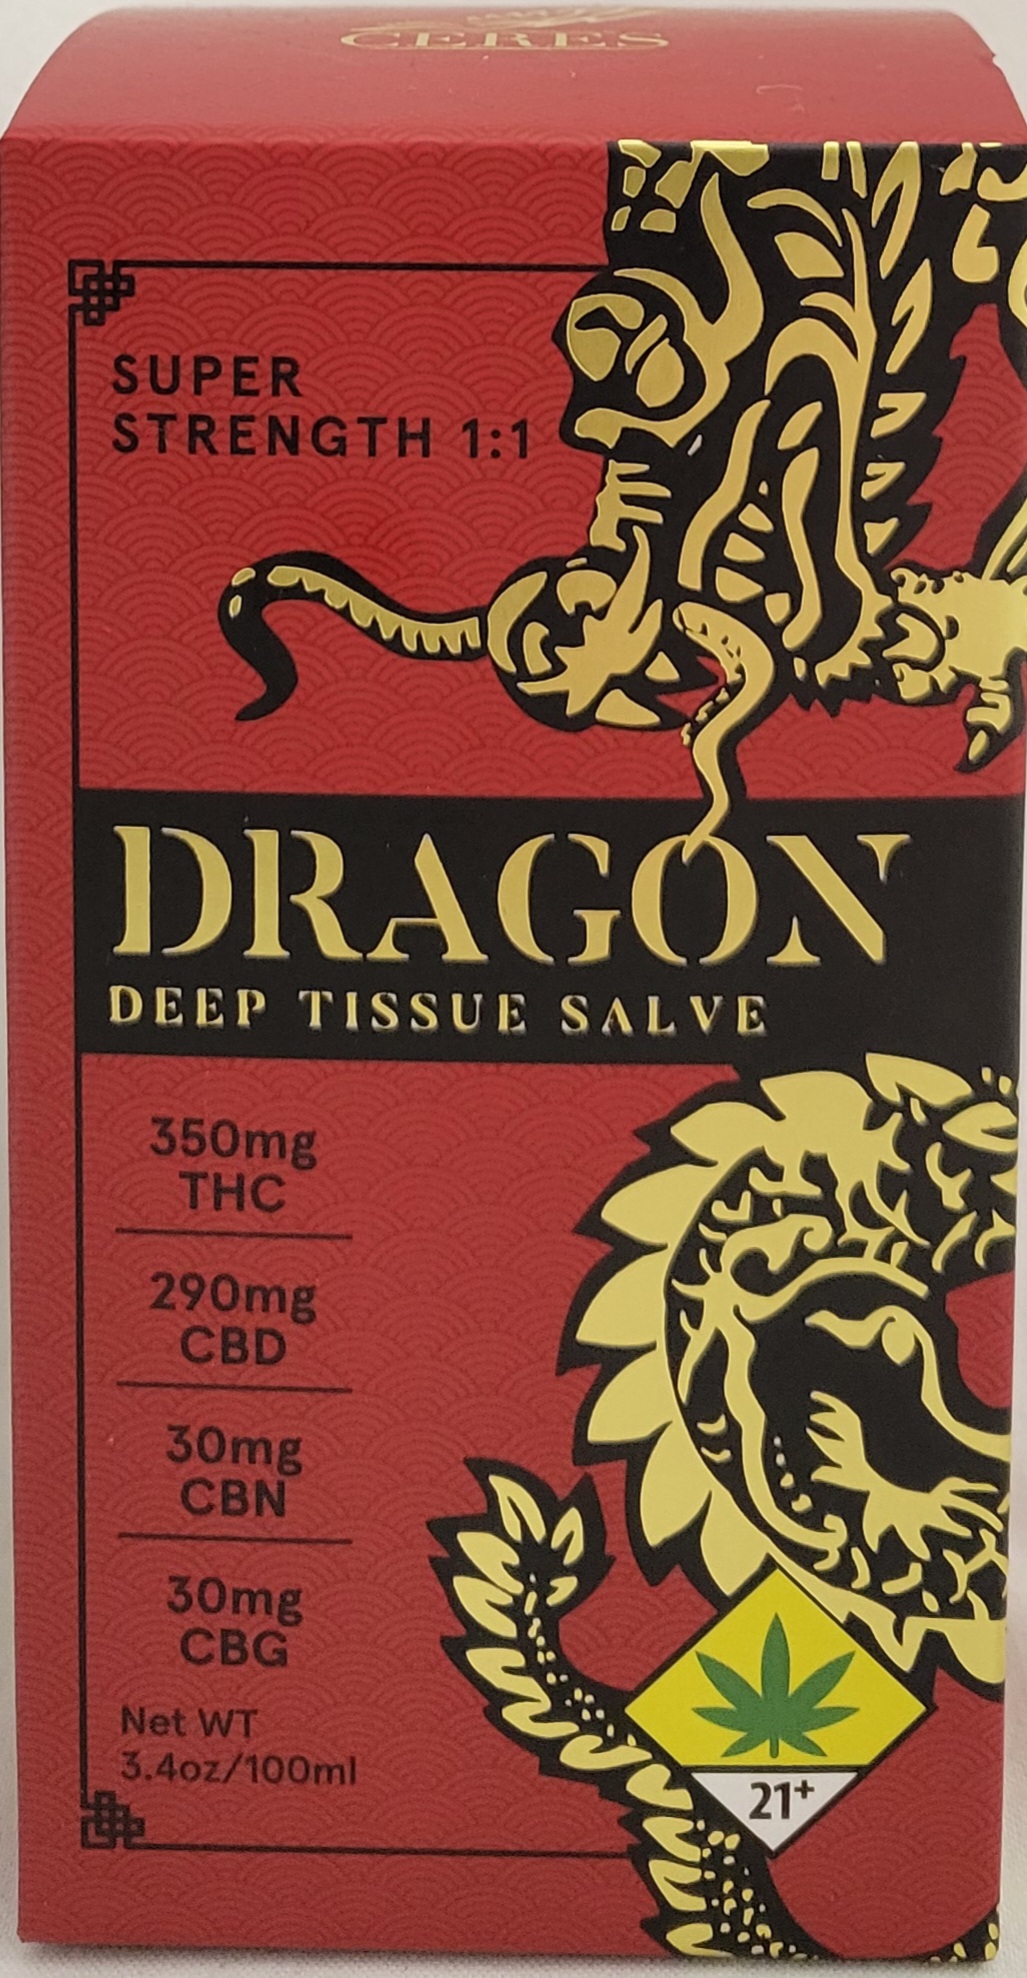 CERES
SUPER
STRENGTH 1:1
DRAGON
DEEP TISSUE SALVE
350mg
THC
290mg
CBD
30mg
CBN
30mg
CBG
Net WT
3.4oz/100ml
21+